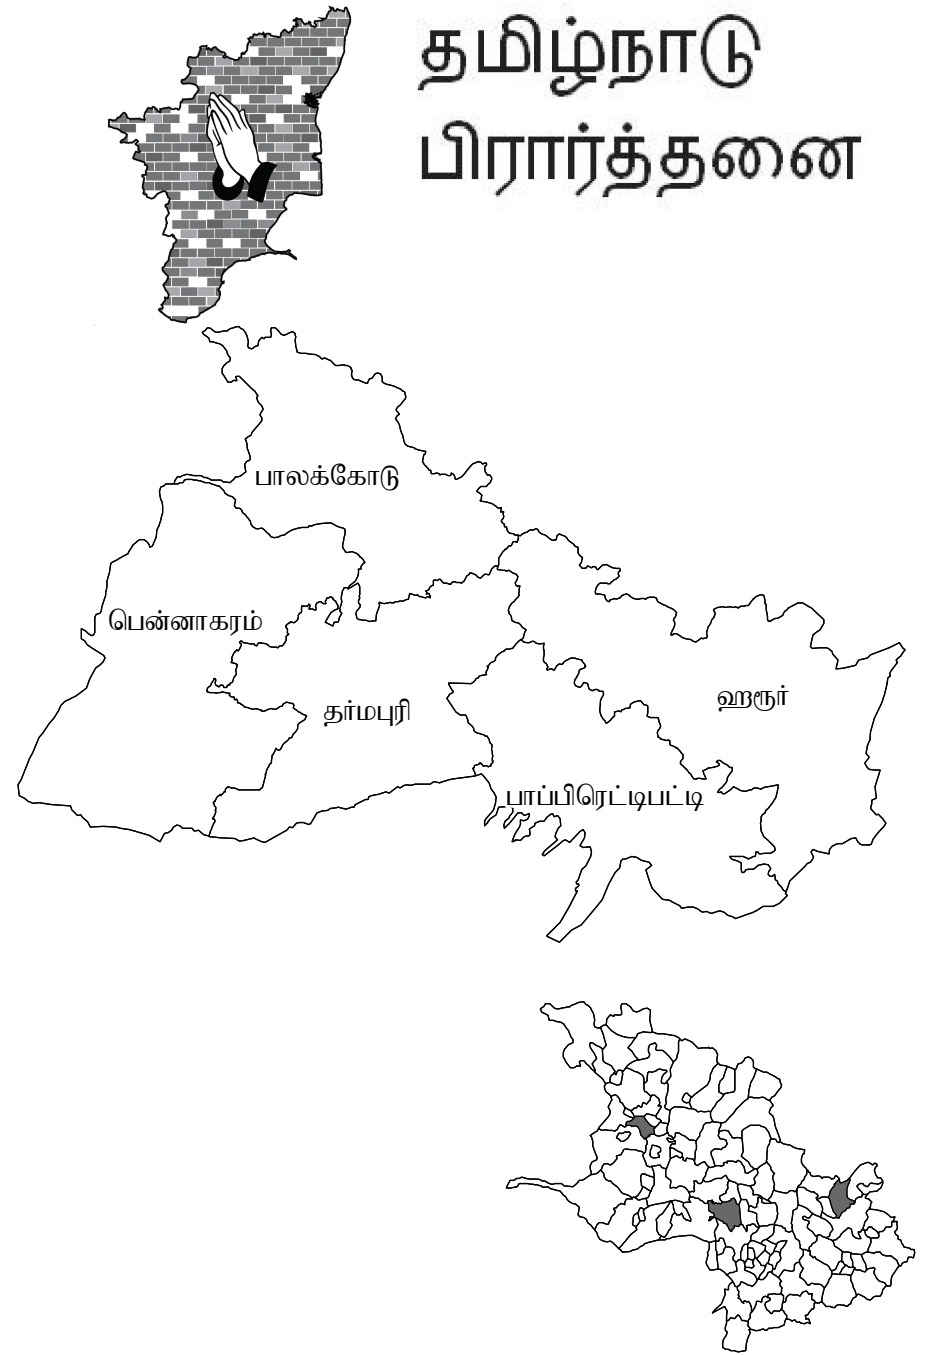 தமிழ்நாடு
பிரார்த்தனை
பாலக்கோடு
பென்னாகரம்
ஹரூர்
தர்மபுரி
பாப்பிரெட்டிபட்டி